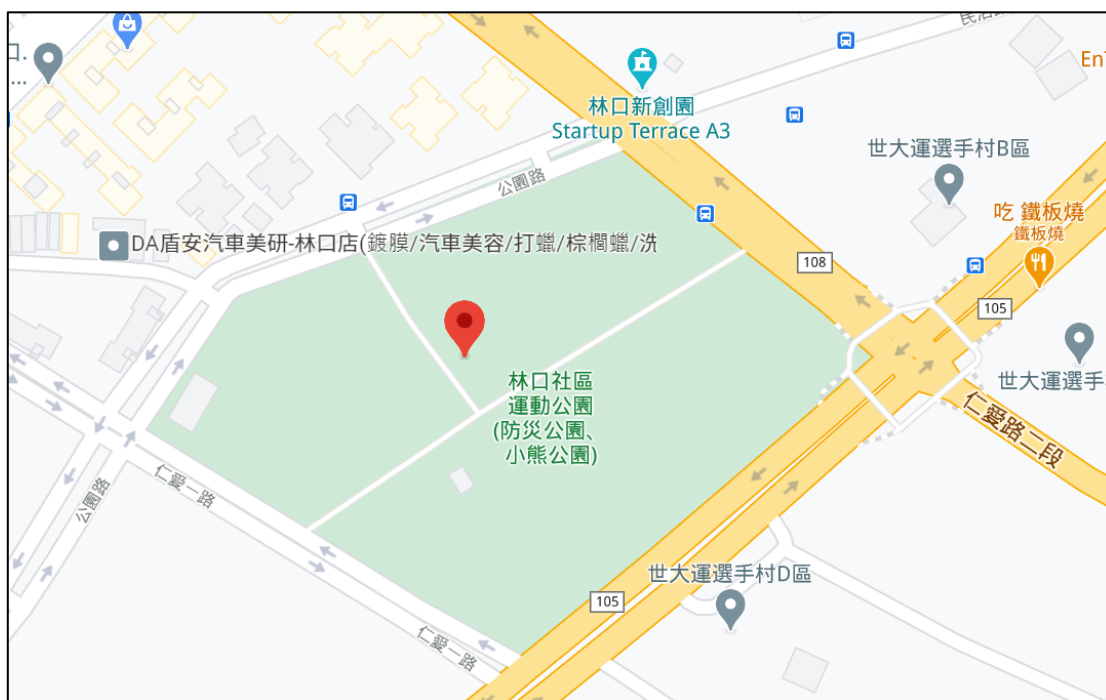 口.
...
民治路
En
林口新創園
Startup Terrace A3
世大運選手村B區
公園路
吃 鐵板燒
鐵板燒
DA盾安汽車美研-林口店(鍍膜/汽車美容/打蠟/棕櫚蠟/洗
108
105
林口社區
運動公園
(防災公園、
小熊公園)
世大運選手
仁愛路二段
仁愛一路
公園路
世大運選手村D區
105
仁愛一路